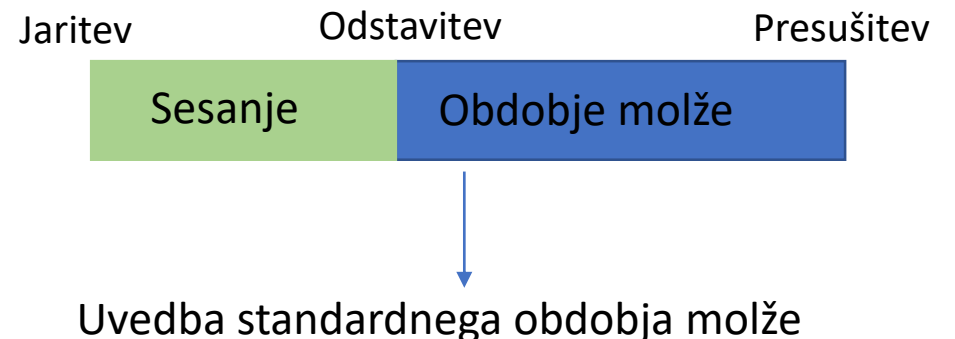 Jaritev Odstavitev Presušitev
Sesanje Obdobje molže
Uvedba standardnega obdobja molže